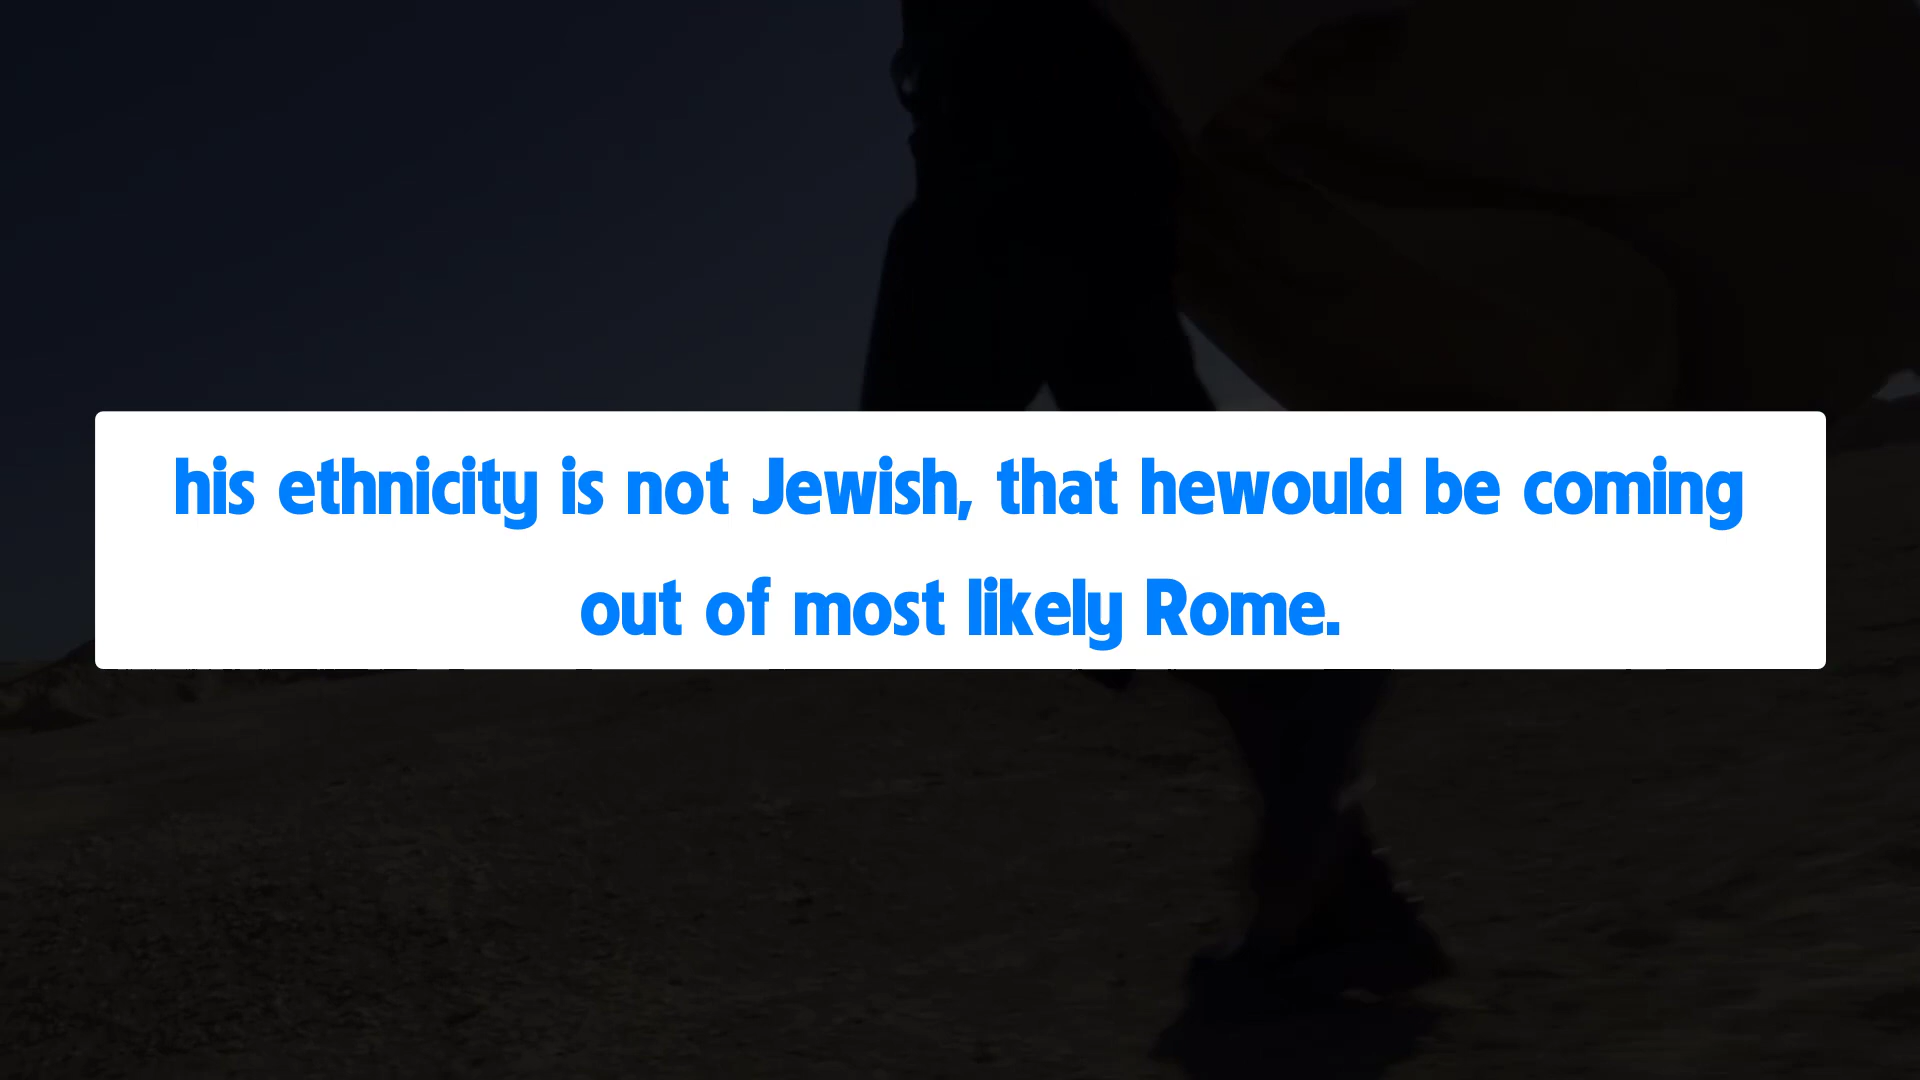 his ethnicity is not Jewish, that hewould be coming
out of most likely Rome.